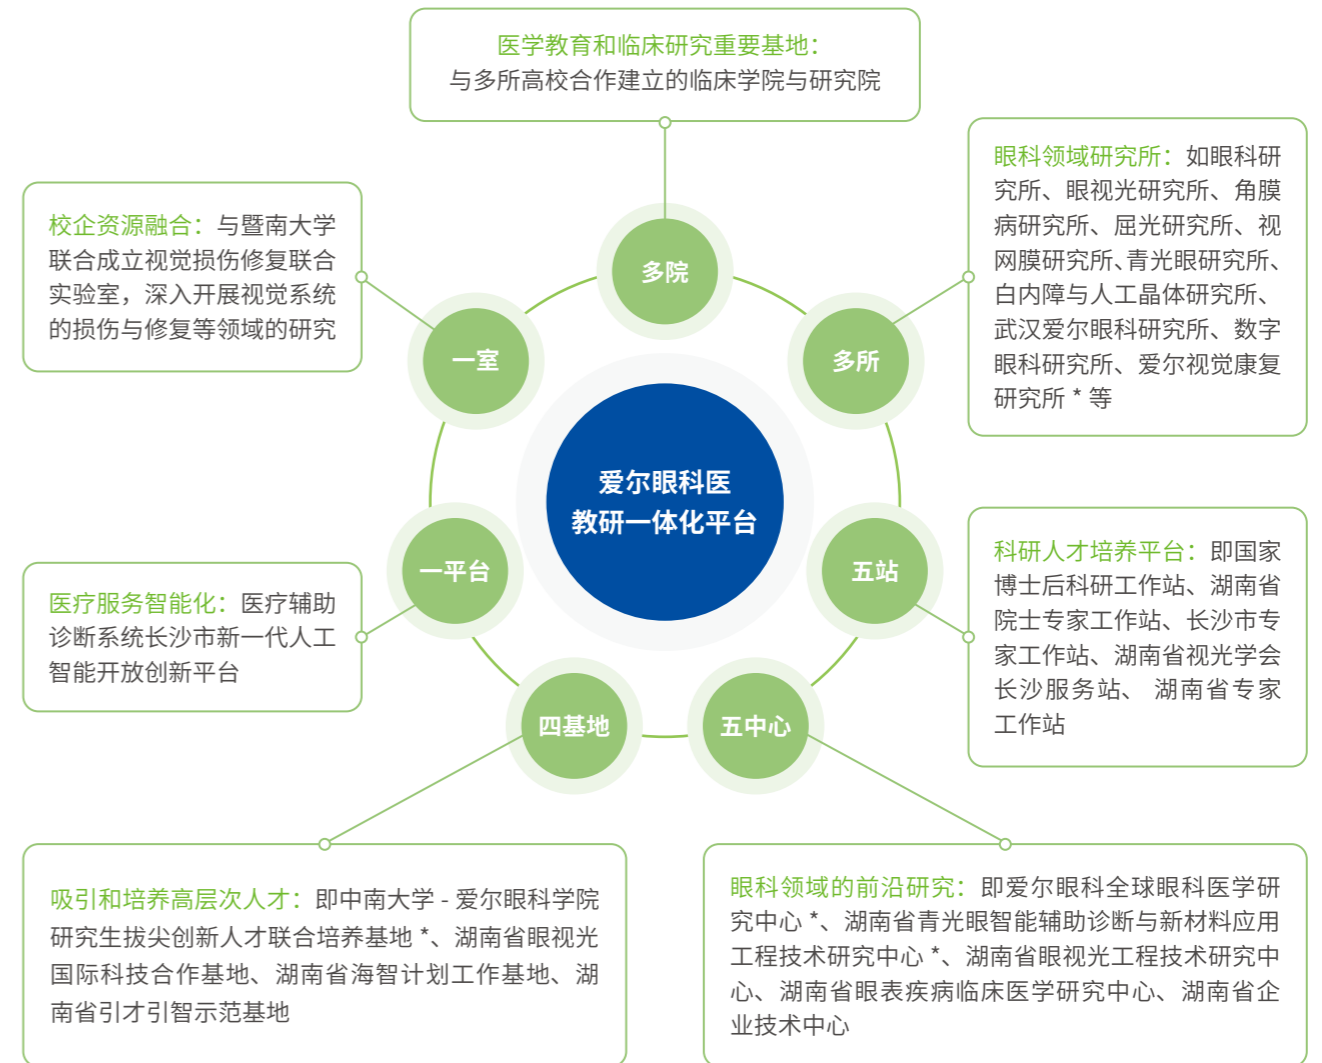 医学教育和临床研究重要基地：
与多所高校合作建立的临床学院与研究院
眼科领域研究所：如眼科研
究所、眼视光研究所、角膜
病研究所、屈光研究所、视
网膜研究所、青光眼研究所、
白内障与人工晶体研究所、
武汉爱尔眼科研究所、数字
眼科研究所、爱尔视觉康复
研究所 * 等
校企资源融合：与暨南大学
联合成立视觉损伤修复联合
实验室，深入开展视觉系统
的损伤与修复等领域的研究
多院
一室
多所
爱尔眼科医
教研一体化平台
一平台
五站
四基地
五中心
科研人才培养平台：即国家
博士后科研工作站、湖南省
院士专家工作站、长沙市专
家工作站、湖南省视光学会
长沙服务站、 湖南省专家
工作站
医疗服务智能化：医疗辅助
诊断系统长沙市新一代人工
智能开放创新平台
吸引和培养高层次人才：即中南大学 - 爱尔眼科学院
研究生拔尖创新人才联合培养基地 *、湖南省眼视光
国际科技合作基地、湖南省海智计划工作基地、湖
南省引才引智示范基地
眼科领域的前沿研究：即爱尔眼科全球眼科医学研
究中心 *、湖南省青光眼智能辅助诊断与新材料应用
工程技术研究中心 *、湖南省眼视光工程技术研究中
心、湖南省眼表疾病临床医学研究中心、湖南省企
业技术中心